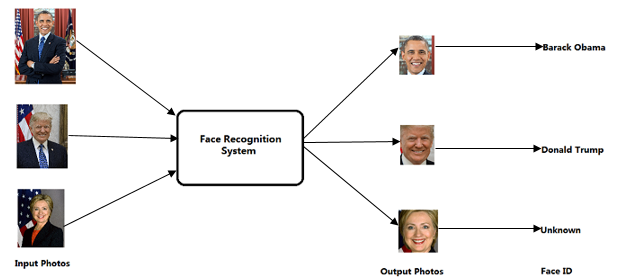 Barack Obama
Face Recognition
System
Donald Trump
Unknown
Input Photos
Output Photos
Face ID